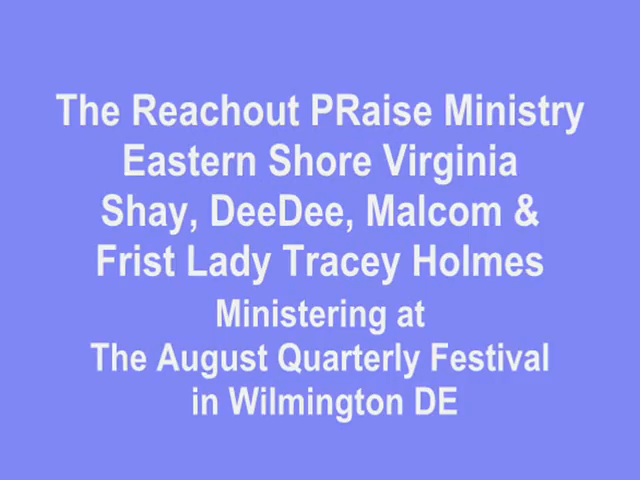 The Reachout PRaise Ministry
Eastern Shore Virginia
Shay, DeeDee, Malcom &
Frist Lady Tracey Holmes
Ministering at
The August Quarterly Festival
in Wilmington DE